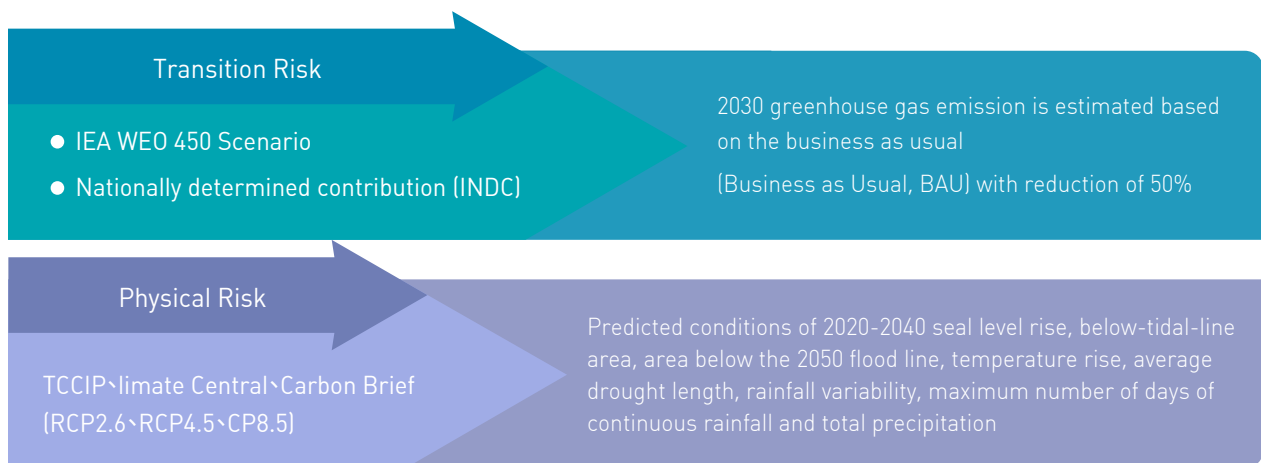 Transition Risk
● IEA WEO 450 Scenario
● Nationally determined contribution (INDC)
2030 greenhouse gas emission is estimated based
on the business as usual
(Business as Usual, BAU) with reduction of 50%
Physical Risk
TCCIP、limate Central、Carbon Brief
(RCP2.6、RCP4.5、CP8.5)
Predicted conditions of 2020-2040 seal level rise, below-tidal-line
area, area below the 2050 flood line, temperature rise, average
drought length, rainfall variability, maximum number of days of
continuous rainfall and total precipitation